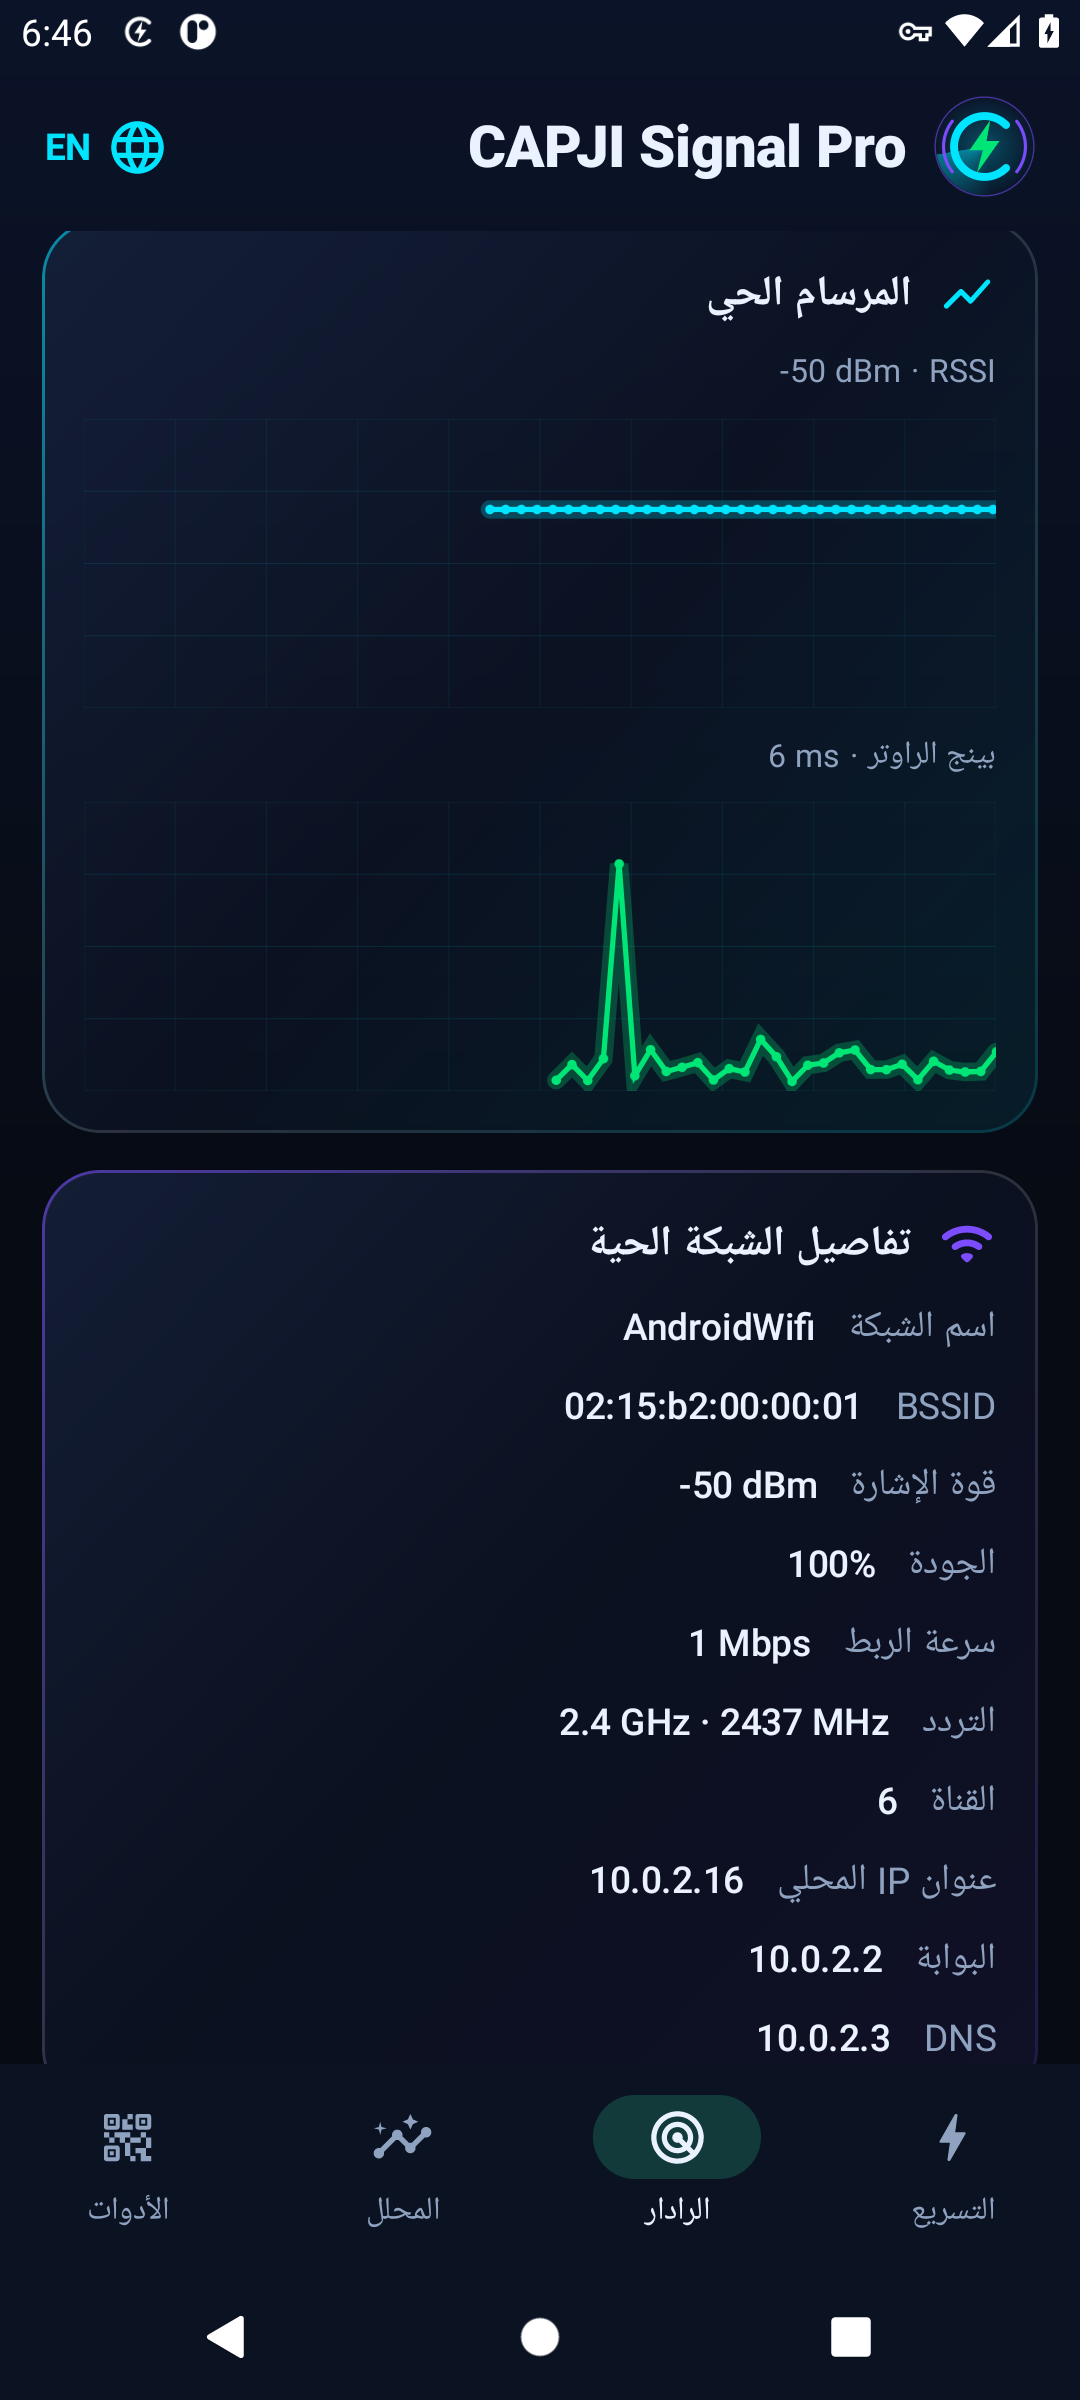 6:46
CAPJI Signal Pro
EN
المرسام الحي
-50 dBm · RSSI
بينج الراوتر · 6 ms
تفاصيل الشبكة الحية
اسم الشبكة AndroidWifi
BSSID 02:15:b2:00:00:01
قوة الإشارة -50 dBm
الجودة 100%
سرعة الربط 1 Mbps
التردد 2.4 GHz · 2437 MHz
القناة 6
عنوان IP المحلي 10.0.2.16
البوابة 10.0.2.2
DNS 10.0.2.3
التسريع
الرادار
المحلل
الأدوات